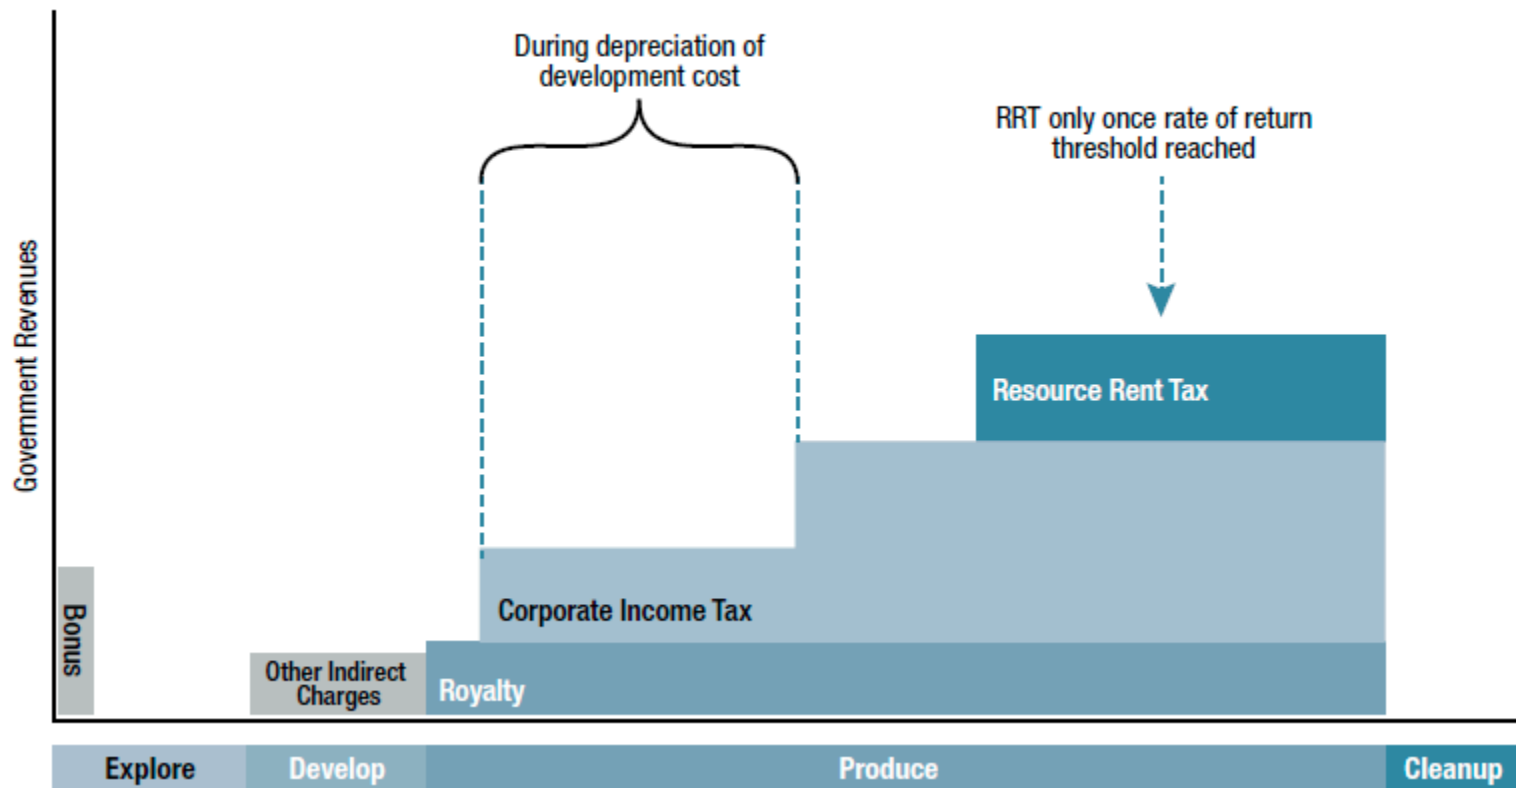 During depreciation of
development cost
RRT only once rate of return
threshold reached
Government Revenues
Resource Rent Tax
Corporate Income Tax
Bonus
Other Indirect
Charges
Royalty
Explore
Develop
Produce
Cleanup